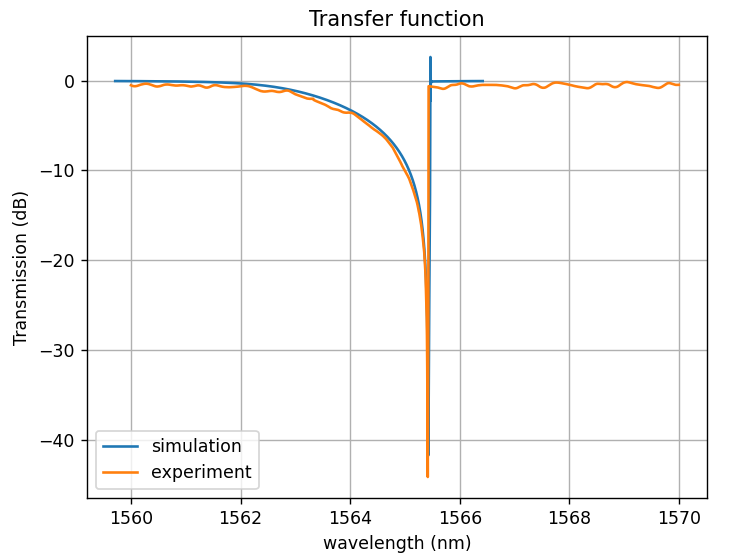 Transfer function
Transmission (dB)
0
−10
−20
−30
−40
simulation
experiment
1560 1562 1564 1566 1568 1570
wavelength (nm)